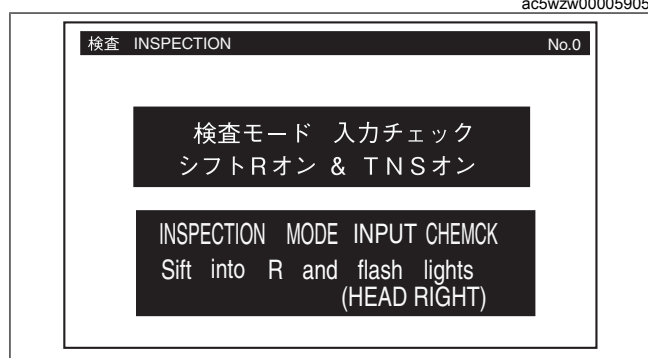 ac5wzw00005905
検査 INSPECTION No.0
検査モード 入力チェック
シフトRオン & TNSオン
INSPECTION MODE INPUT CHEMCK
Sift into R and flash lights
(HEAD RIGHT)